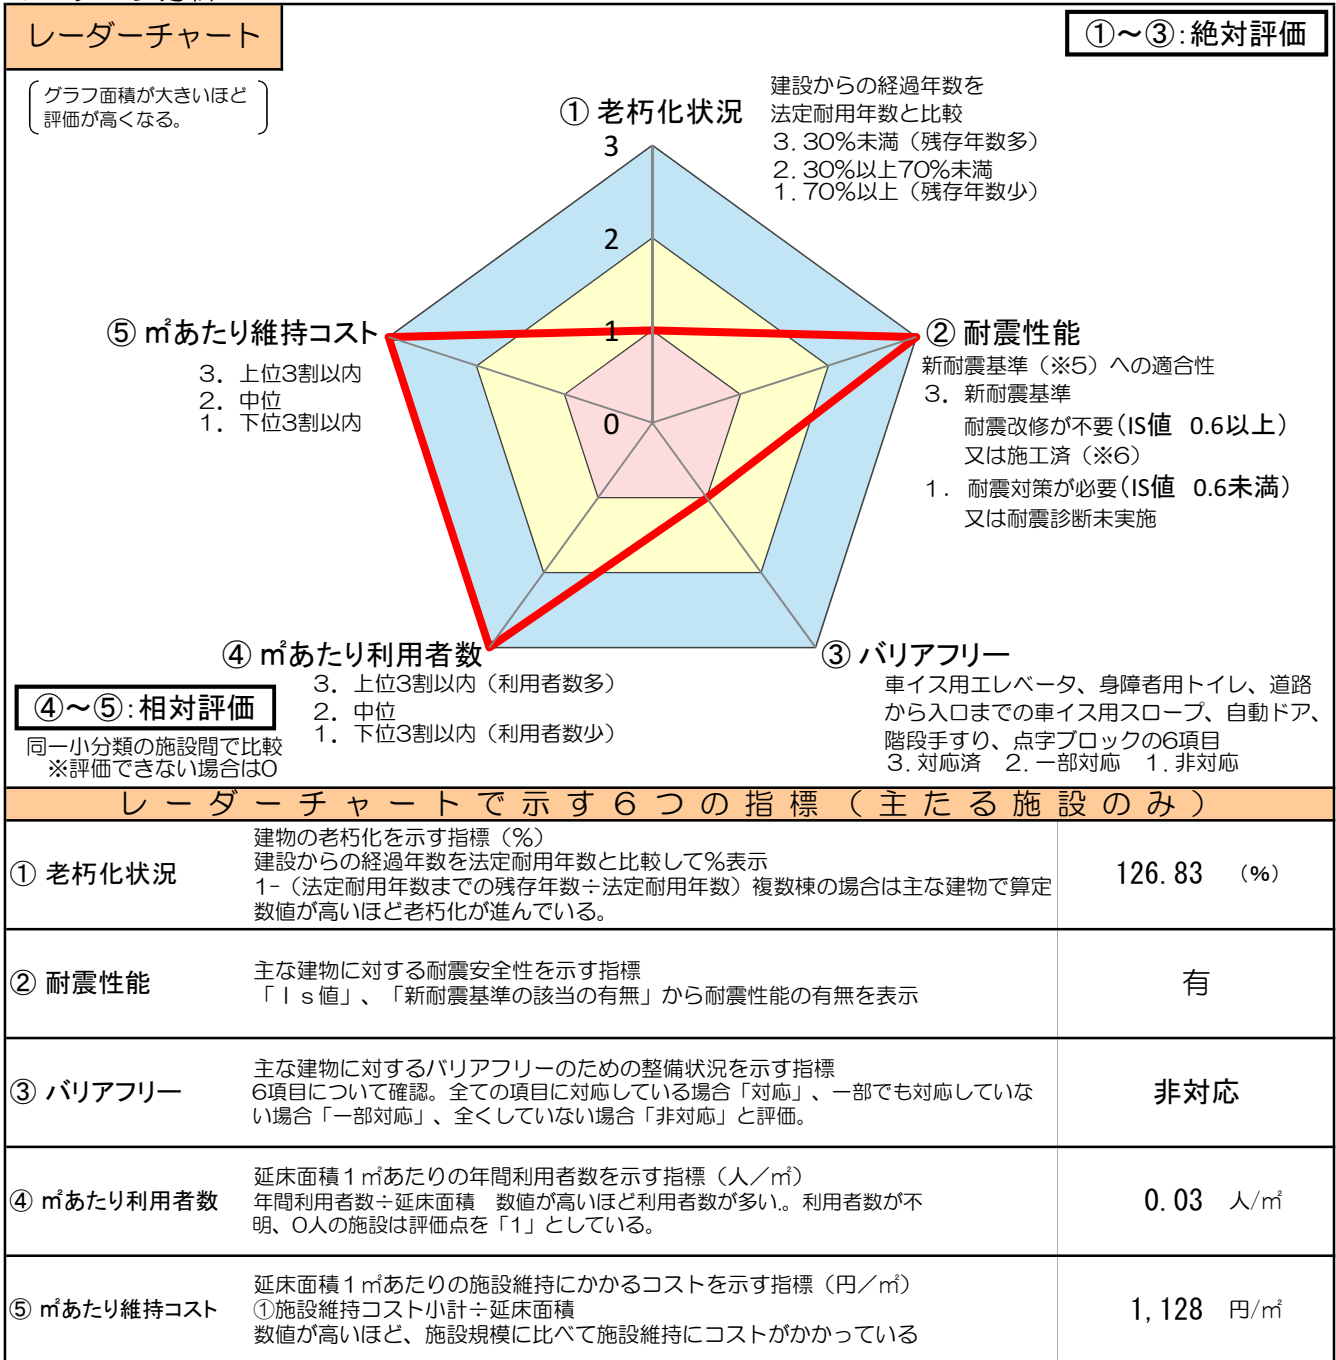 レーダーチャート
①～③：絶対評価
グラフ面積が大きいほど
評価が高くなる。
① 老朽化状況
建設からの経過年数を
法定耐用年数と比較
3．30%未満（残存年数多）
2．30%以上70%未満
1．70%以上（残存年数少）
3
2
1
0
⑤ ㎡あたり維持コスト
3．上位3割以内
2．中位
1．下位3割以内
② 耐震性能
新耐震基準（※5）への適合性
3．新耐震基準
耐震改修が不要（IS値 0.6以上）
又は施工済（※6）
1．耐震対策が必要（IS値 0.6未満）
又は耐震診断未実施
④ ㎡あたり利用者数
3．上位3割以内（利用者数多）
2．中位
1．下位3割以内（利用者数少）
③ バリアフリー
車イス用エレベータ、身障者用トイレ、道路
から入口までの車イス用スロープ、自動ドア、
階段手すり、点字ブロックの6項目
3．対応済 2．一部対応 1．非対応
④～⑤：相対評価
同一小分類の施設間で比較
※評価できない場合は0
レーダーチャートで示す６つの指標（主たる施設のみ）
① 老朽化状況
建物の老朽化を示す指標（%）
建設からの経過年数を法定耐用年数と比較して%表示
1-（法定耐用年数までの残存年数÷法定耐用年数）複数棟の場合は主な建物で算定
数値が高いほど老朽化が進んでいる。
126.83 （%）
② 耐震性能
主な建物に対する耐震安全性を示す指標
「Ｉｓ値」、「新耐震基準の該当の有無」から耐震性能の有無を表示
有
③ バリアフリー
主な建物に対するバリアフリーのための整備状況を示す指標
6項目について確認。全ての項目に対応している場合「対応」、一部でも対応していな
い場合「一部対応」、全くしていない場合「非対応」と評価。
非対応
④ ㎡あたり利用者数
延床面積１㎡あたりの年間利用者数を示す指標（人／㎡）
年間利用者数÷延床面積 数値が高いほど利用者数が多い。利用者数が不
明、0人の施設は評価点を「1」としている。
0.03 人/㎡
⑤ ㎡あたり維持コスト
延床面積１㎡あたりの施設維持にかかるコストを示す指標（円／㎡）
①施設維持コスト小計÷延床面積
数値が高いほど、施設規模に比べて施設維持にコストがかかっている
1,128 円/㎡